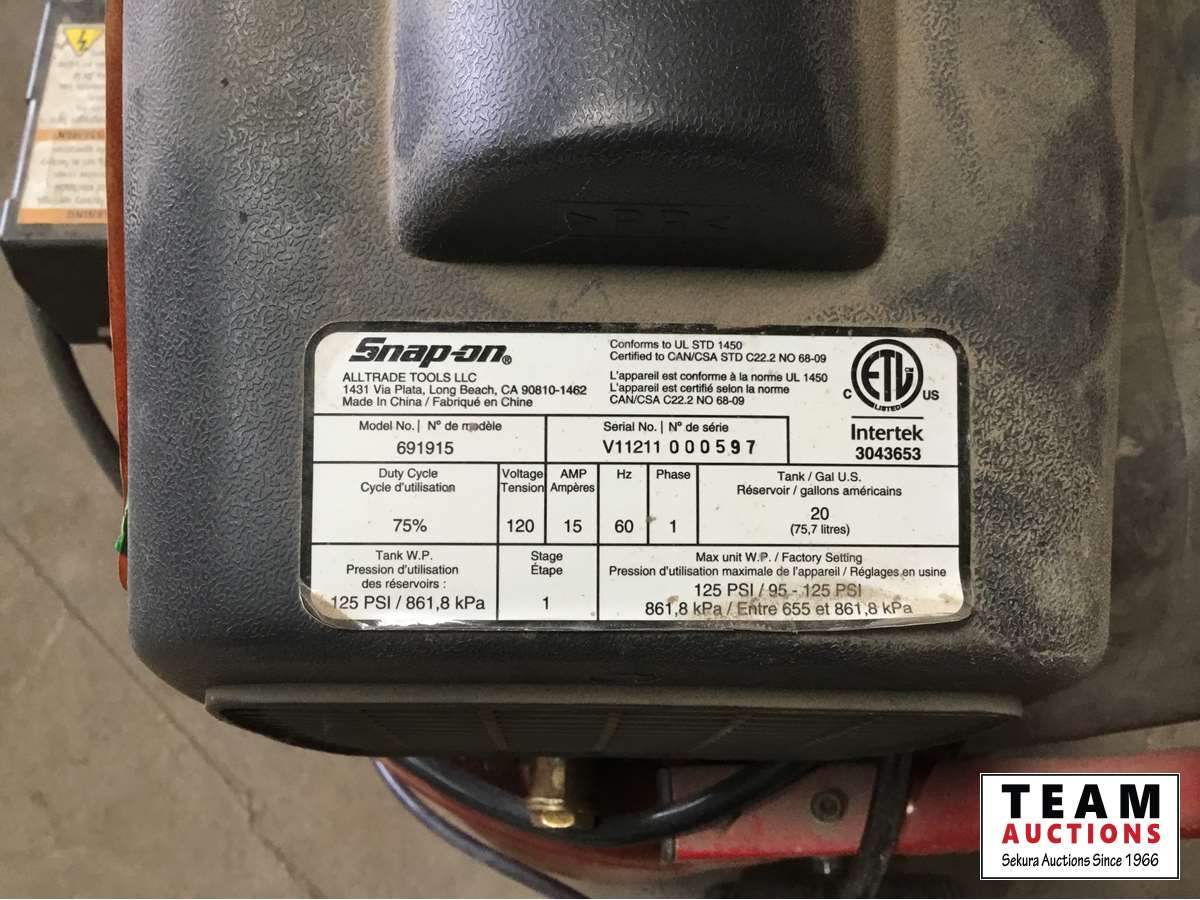 Snap-on®
ALLTRADE TOOLS LLC
1431 Via Plata, Long Beach, CA 90810-1462
Made In China / Fabriqué en Chine
Conforms to UL STD 1450
Certified to CAN/CSA STD C22.2 NO 68-09
L'appareil est conforme à la norme UL 1450
L'appareil est certifié selon la norme
CAN/CSA C22.2 NO 68-09
C ETL US
LISTED
Intertek
3043653
Model No. | N° de modèle
691915
Serial No. | N° de série
V11211 000597
Duty Cycle
Cycle d'utilisation
75%
Voltage
Tension
120
AMP
Ampères
15
Hz
60
Phase
1
Tank / Gal U.S.
Réservoir / gallons américains
20
(75,7 litres)
Tank W.P.
Pression d'utilisation
des réservoirs :
125 PSI / 861,8 kPa
Stage
Étape
1
Max unit W.P. / Factory Setting
Pression d'utilisation maximale de l'appareil / Réglages en usine
125 PSI / 95 - 125 PSI
861,8 kPa / Entre 655 et 861,8 kPa
TEAM
AUCTIONS
Sekura Auctions Since 1966